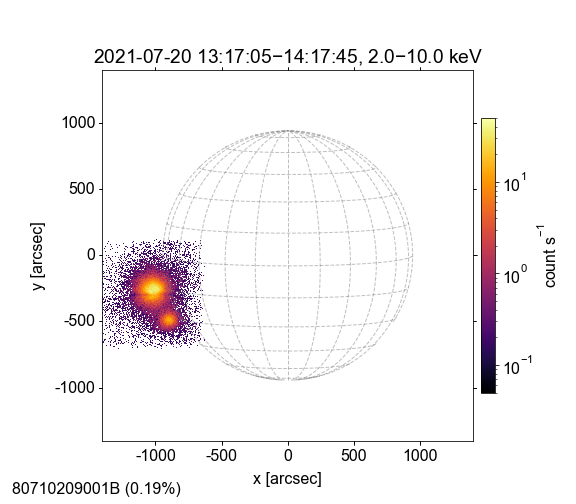 2021-07-20 13:17:05−14:17:45, 2.0−10.0 keV
1000
500
0
-500
-1000
y [arcsec]
-1000 -500 0 500 1000
x [arcsec]
10¹
10⁰
10⁻¹
count s⁻¹
80710209001B (0.19%)